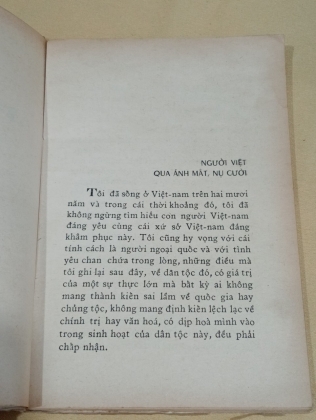 NGƯỜI VIỆT
QUA ÁNH MẮT, NỤ CƯỜI
Tôi đã sống ở Việt-nam trên hai mươi
năm và trong cái thời khoảng đó, tôi đã
không ngừng tìm hiểu con người Việt-nam
đáng yêu cùng cái xứ sở Việt-nam đáng
khâm phục này. Tôi cũng hy vọng với cái
tính cách là người ngoại quốc và với tình
yêu chan chứa trong lòng, những điều mà
tôi ghi lại sau đây, về dân tộc đó, có giá trị
của một sự thực lớn mà bất kỳ ai không
mang thành kiến sai lầm về quốc gia hay
chủng tộc, không mang định kiến lệch lạc về
chính trị hay văn hoá, có dịp hoà mình vào
trong sinh hoạt của dân tộc này, đều phải
chấp nhận.